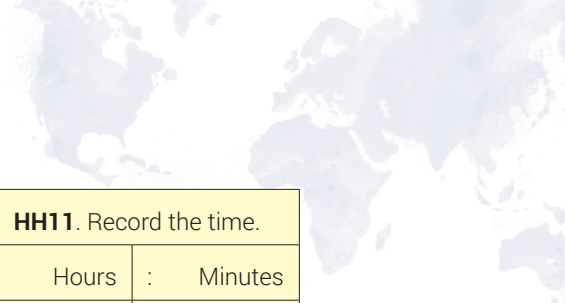 HH11. Record the time.
Hours : Minutes